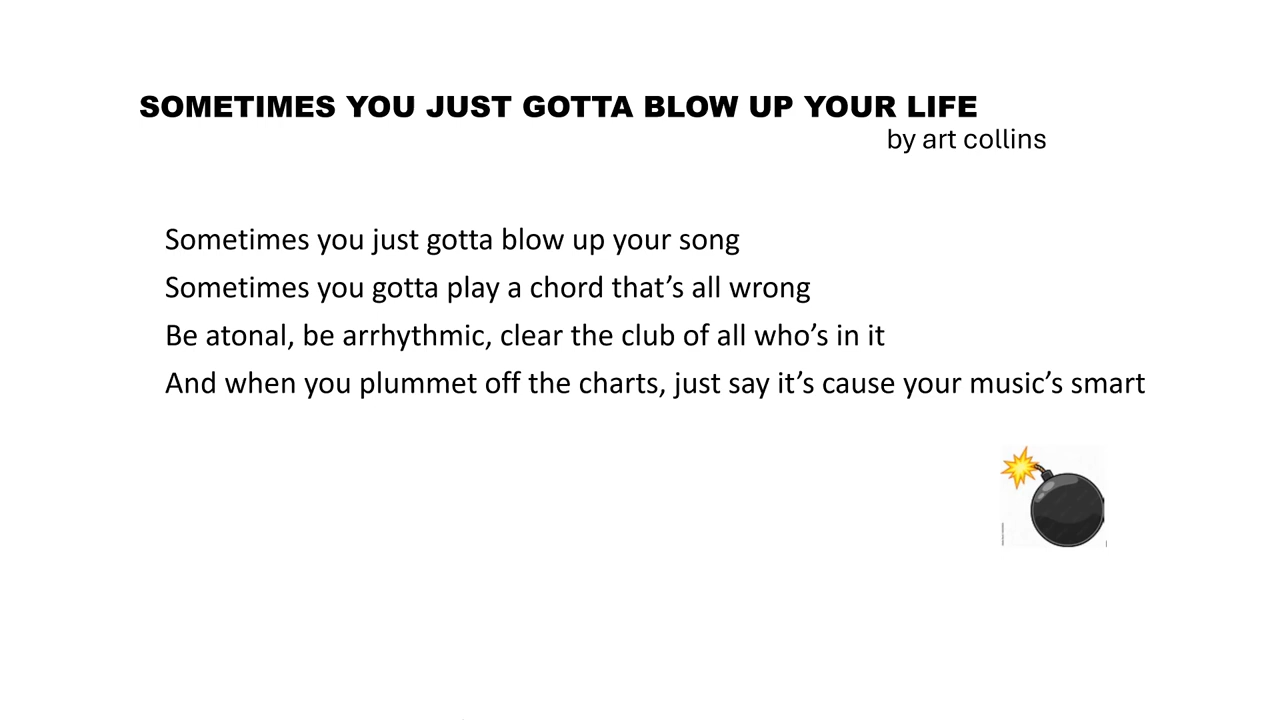 SOMETIMES YOU JUST GOTTA BLOW UP YOUR LIFE
by art collins
Sometimes you just gotta blow up your song
Sometimes you gotta play a chord that’s all wrong
Be atonal, be arrhythmic, clear the club of all who’s in it
And when you plummet off the charts, just say it’s cause your music’s smart